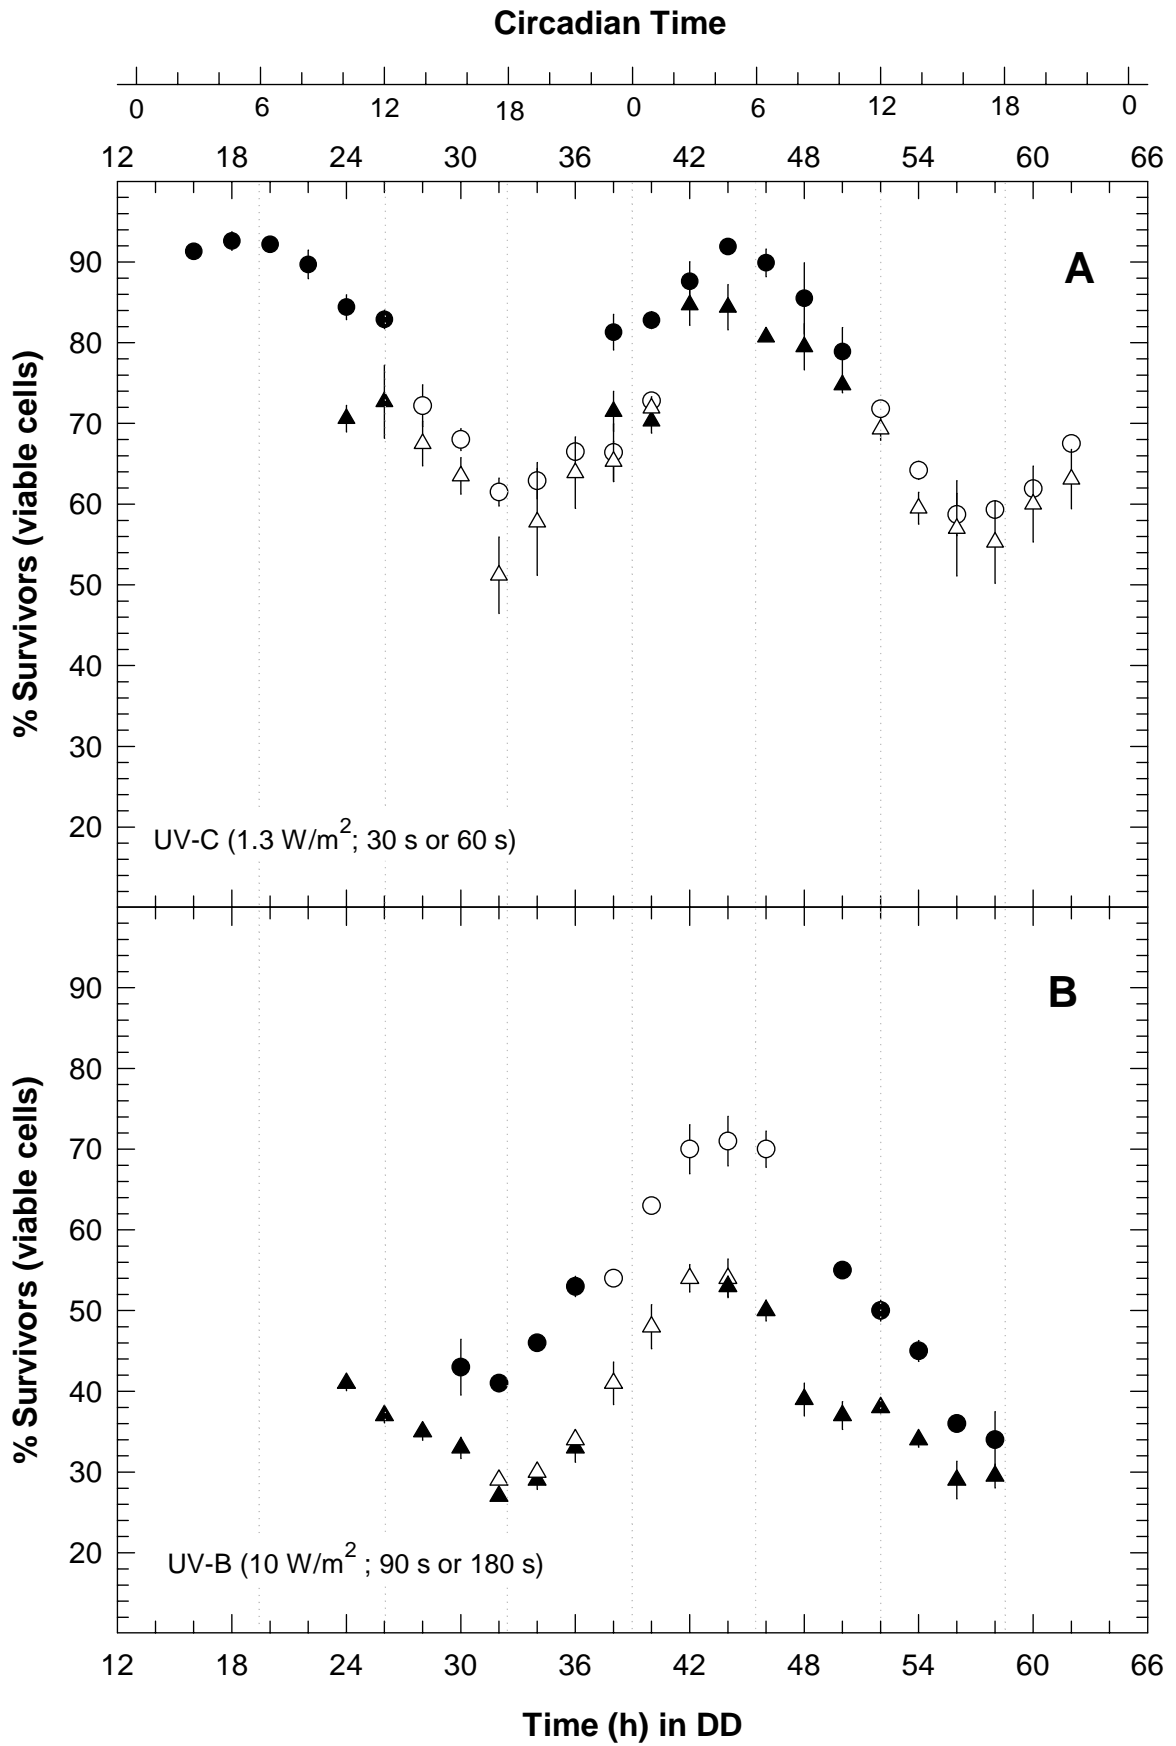 Circadian Time
0 6 12 18 0 6 12 18 0
12 18 24 30 36 42 48 54 60 66
A
90
80
70
60
50
40
30
20
% Survivors (viable cells)
UV-C (1.3 W/m2; 30 s or 60 s)
B
90
80
70
60
50
40
30
20
% Survivors (viable cells)
UV-B (10 W/m2 ; 90 s or 180 s)
12 18 24 30 36 42 48 54 60 66
Time (h) in DD